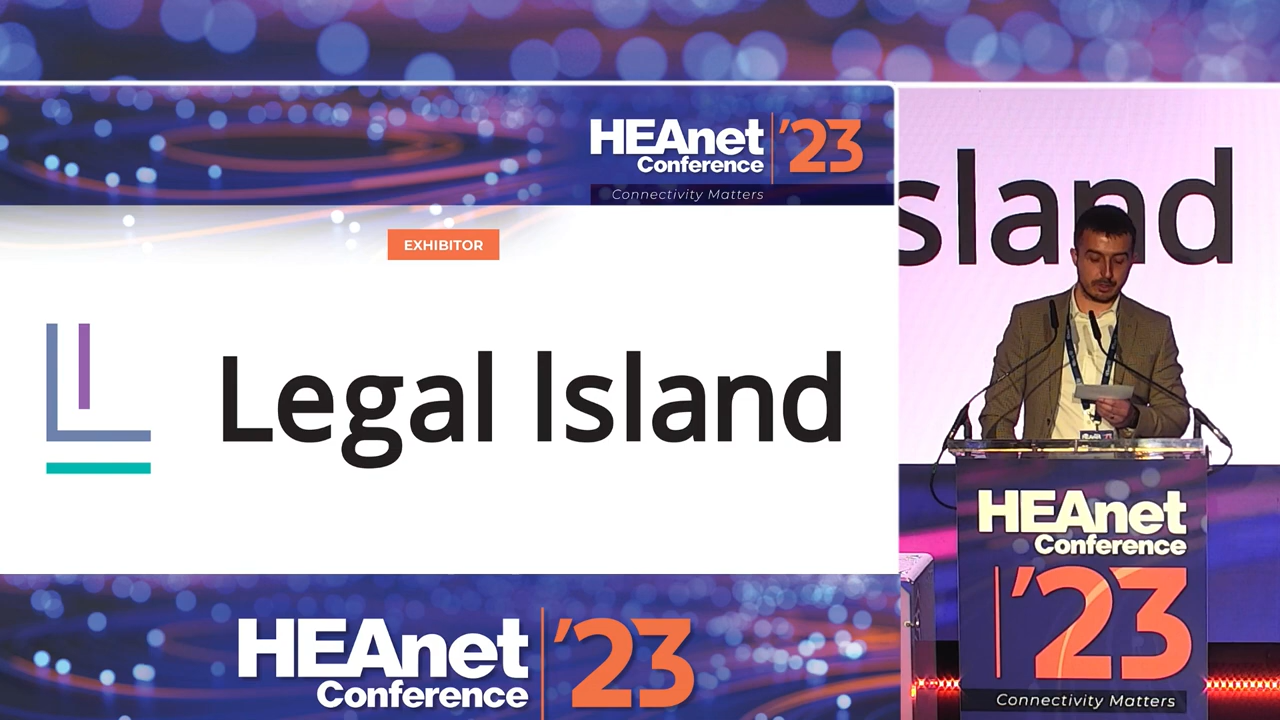 HEAnet
Conference
'23
Connectivity Matters
EXHIBITOR
Legal Island
sland
HEAnet
Conference
'23
Connectivity Matters
HEAnet
Conference
'23